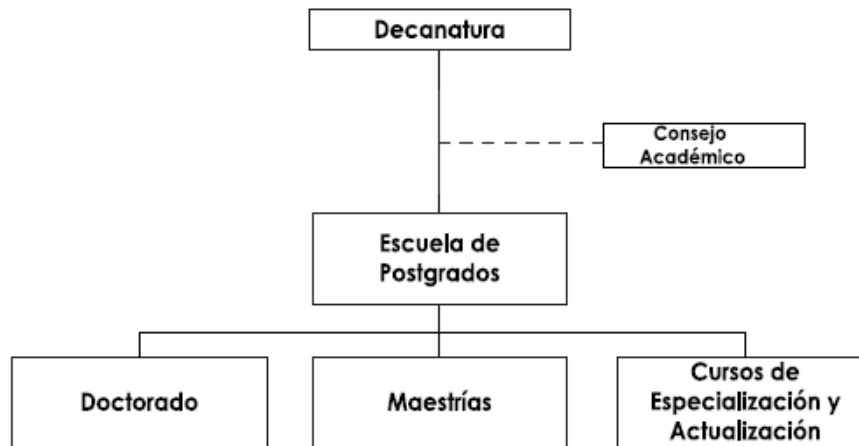 Decanatura
Consejo
Académico
Escuela de
Postgrados
Doctorado
Maestrías
Cursos de
Especialización y
Actualización